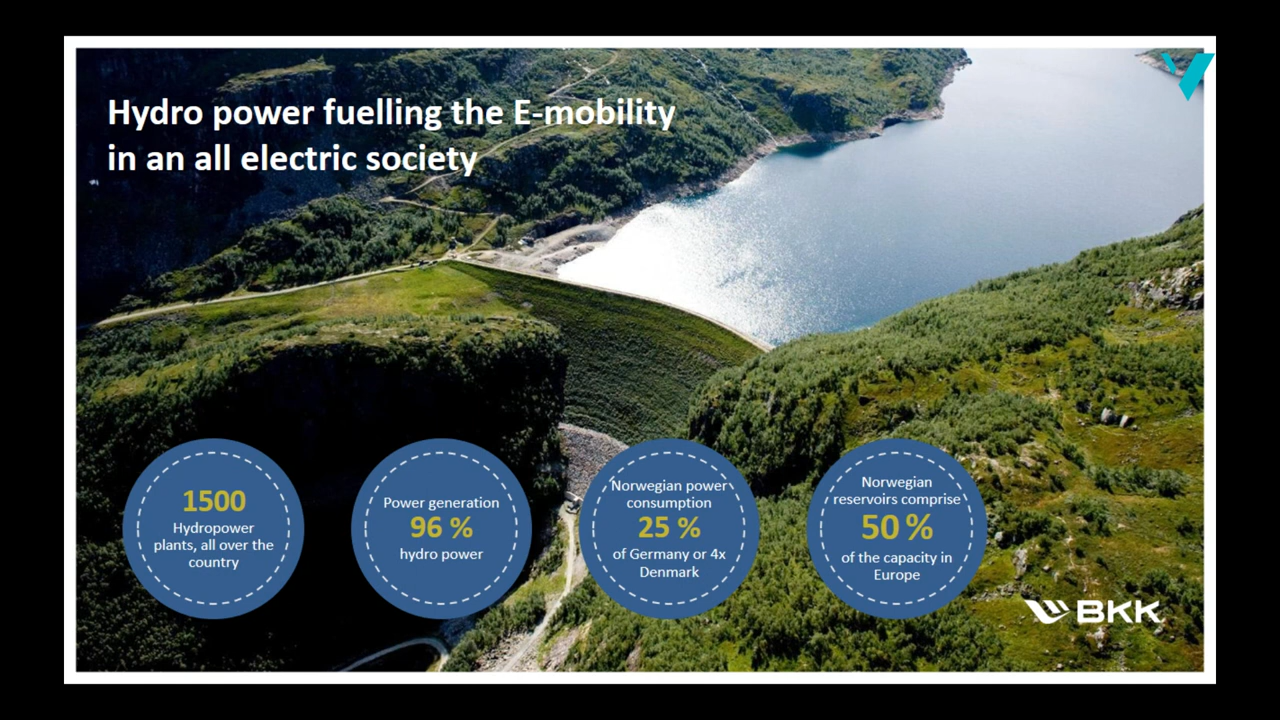 Hydro power fuelling the E-mobility
in an all electric society
1500
Hydropower
plants, all over the
country
Power generation
96 %
hydro power
Norwegian power
consumption
25 %
of Germany or 4x
Denmark
Norwegian
reservoirs comprise
50 %
of the capacity in
Europe
BKK